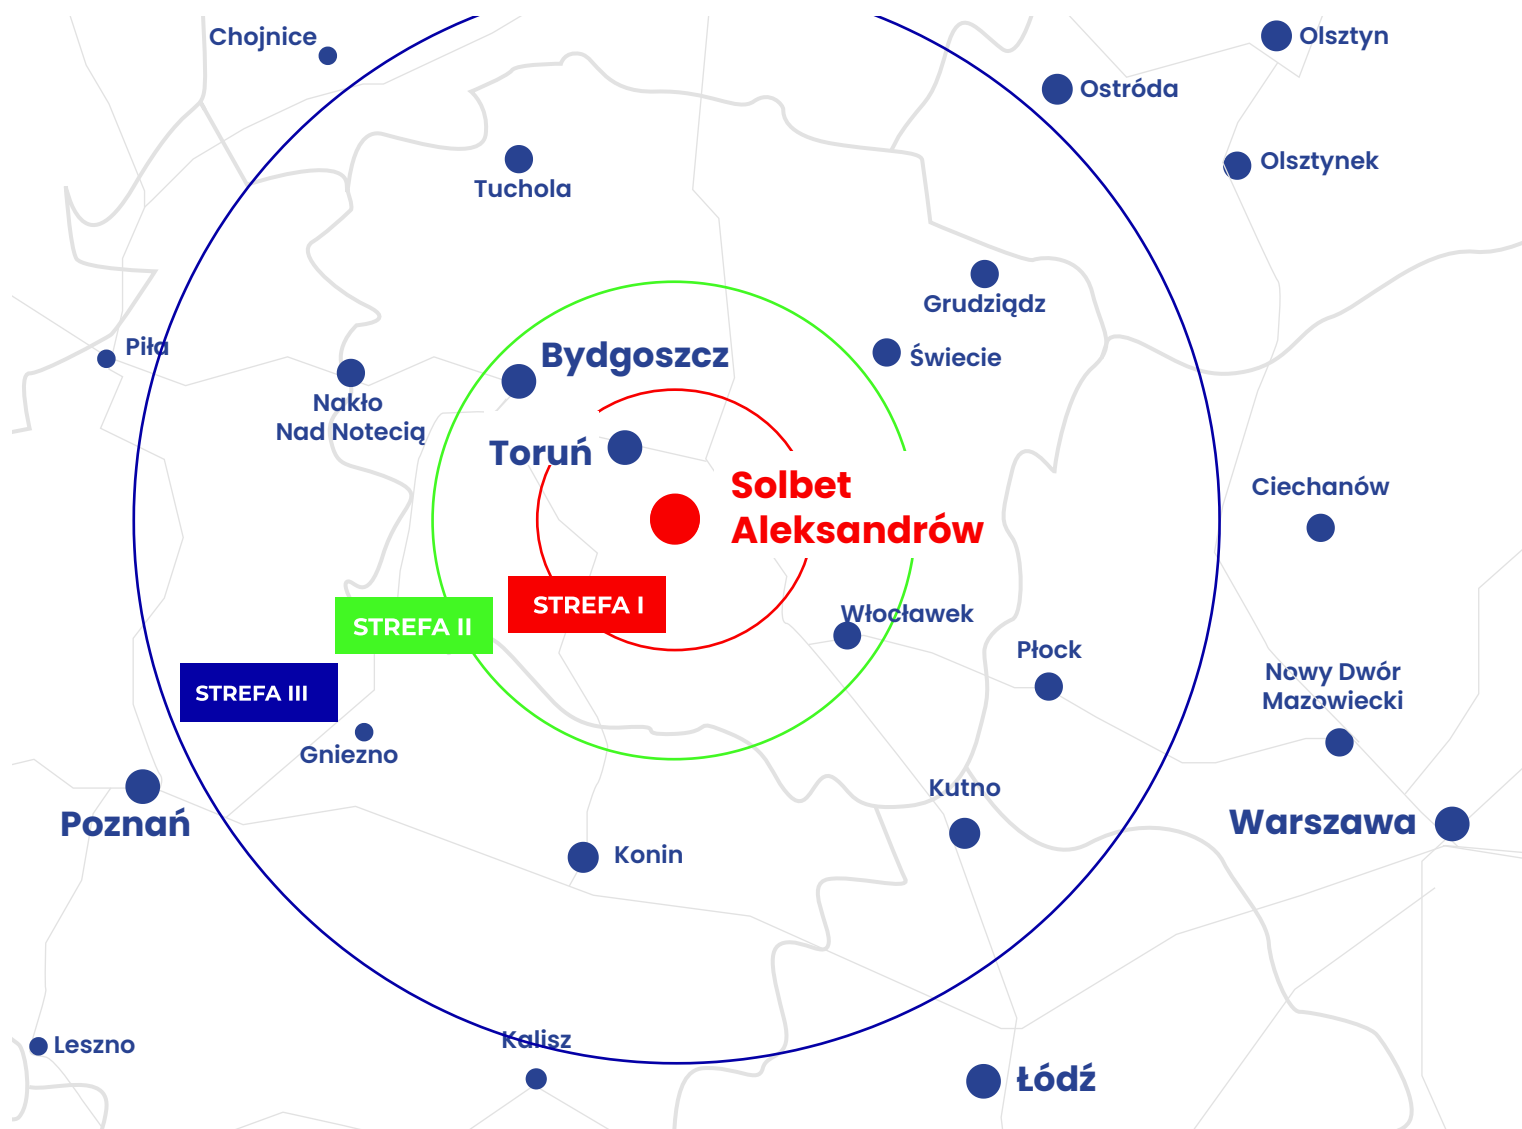 Chojnice
Olsztyn
Ostróda
Olsztynek
Tuchola
Grudziądz
Piła
Bydgoszcz
Świecie
Nakło
Nad Notecią
Toruń
Solbet
Aleksandrów
Ciechanów
STREFA I
STREFA II
Włocławek
Płock
Nowy Dwór
Mazowiecki
STREFA III
Gniezno
Kutno
Poznań
Warszawa
Konin
Kalisz
Leszno
Łódź